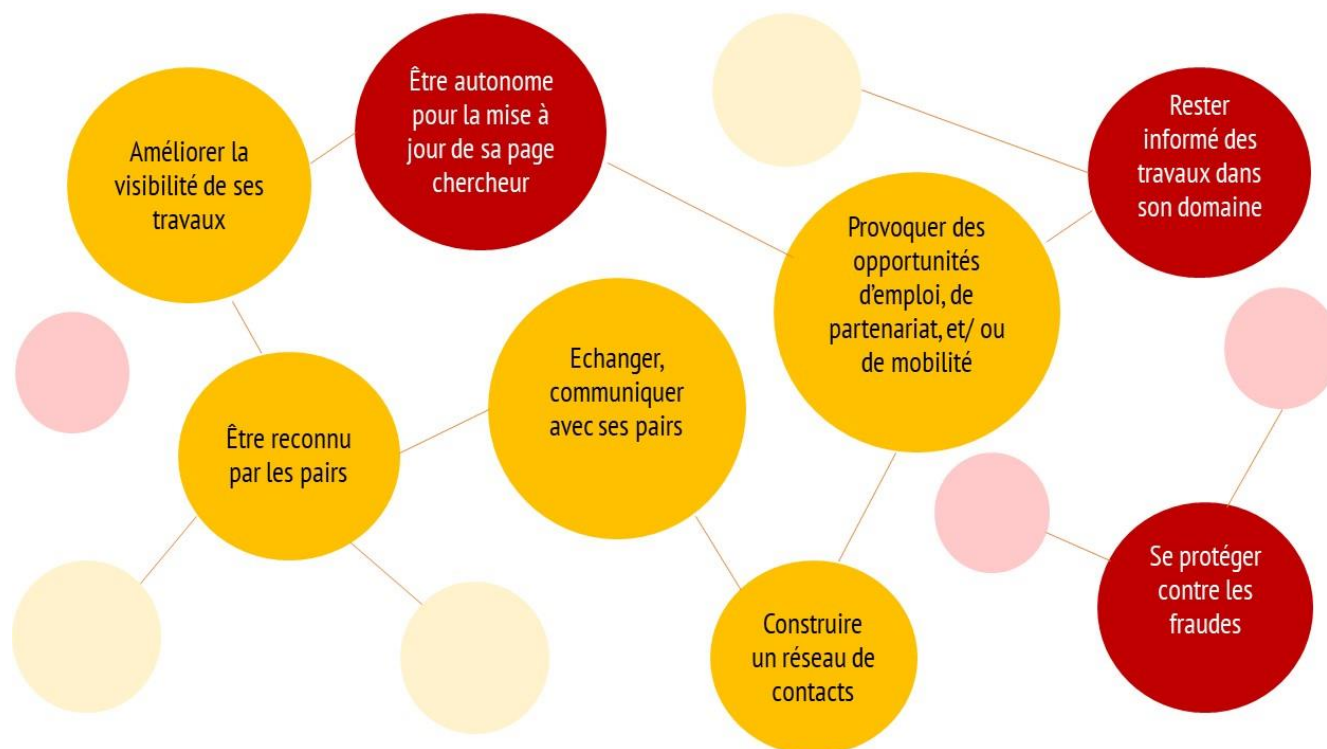 Améliorer la
visibilité de ses
travaux
Être autonome
pour la mise à
jour de sa page
chercheur
Rester
informé des
travaux dans
son domaine
Provoquer des
opportunités
d’emploi, de
partenariat, et/ ou
de mobilité
Echanger,
communiquer
avec ses pairs
Être reconnu
par les pairs
Se protéger
contre les
fraudes
Construire
un réseau de
contacts